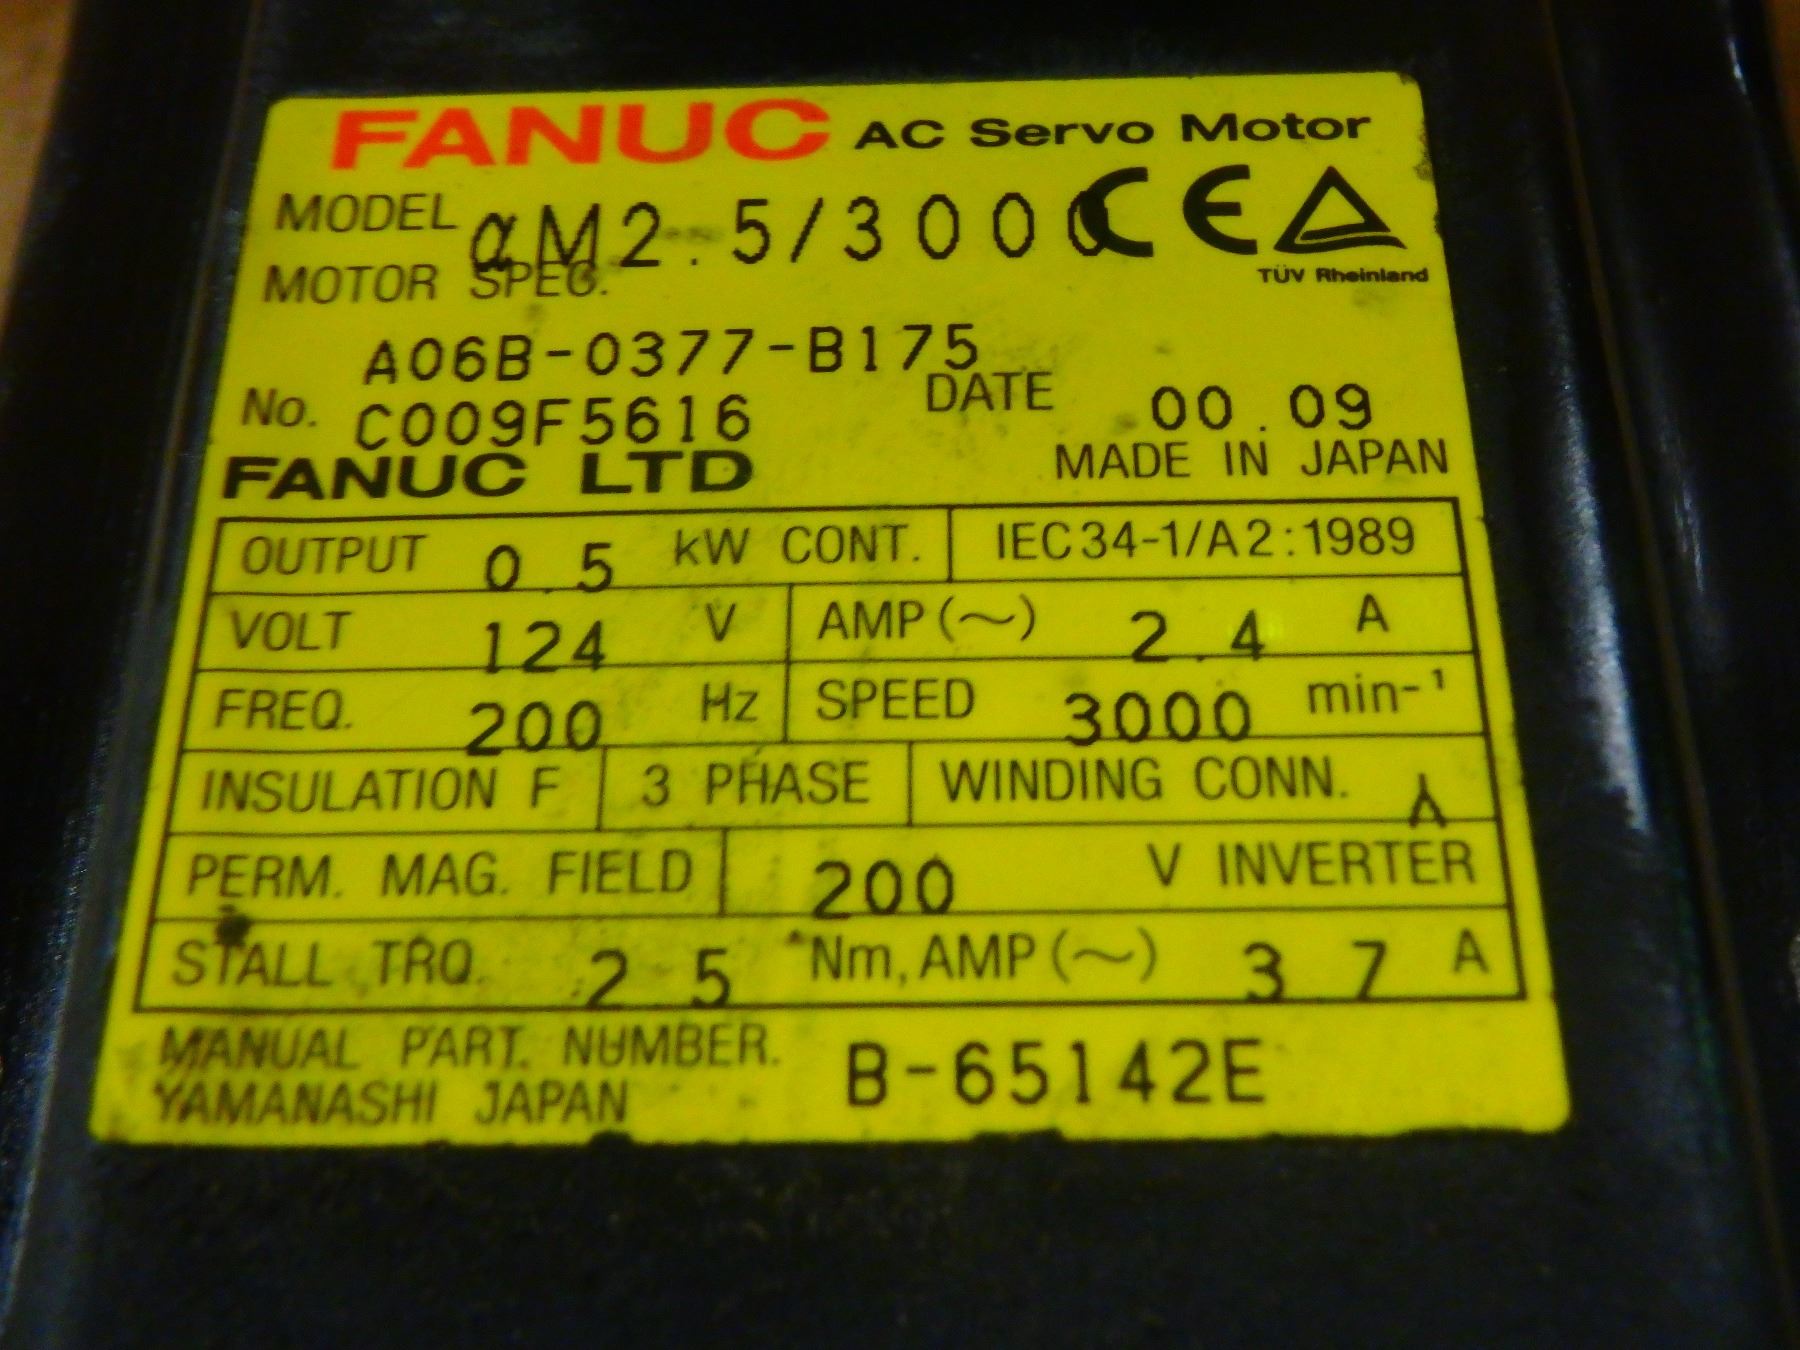 FANUC AC Servo Motor
MODEL αM2.5/3000 CE
TÜV Rheinland
MOTOR SPEC.
A06B-0377-B175
No. C009F5616 DATE 00.09
FANUC LTD MADE IN JAPAN
OUTPUT 0.5 kW CONT. IEC34-1/A2:1989
VOLT 124 V AMP(~) 2.4 A
FREQ. 200 Hz SPEED 3000 min-¹
INSULATION F 3 PHASE WINDING CONN. ⅄
PERM. MAG. FIELD 200 V INVERTER
STALL TRQ. 2.5 Nm, AMP(~) 3.7 A
MANUAL PART. NUMBER. B-65142E
YAMANASHI JAPAN